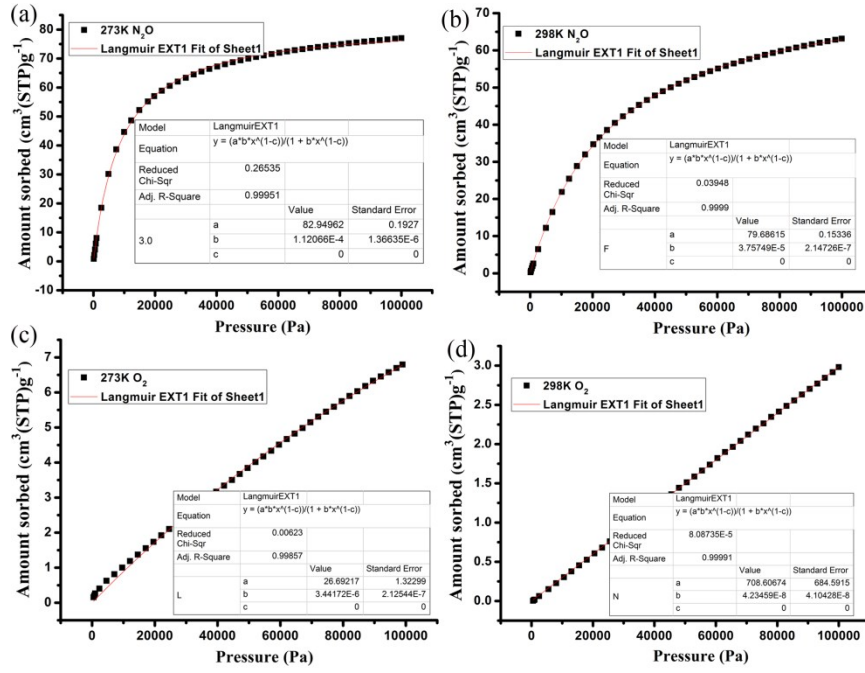 (a)
273K N₂O
Langmuir EXT1 Fit of Sheet1
Model LangmuirEXT1
Equation y = (a*b*x^(1-c))/(1 + b*x^(1-c))
Reduced Chi-Sqr 0.26535
Adj. R-Square 0.99951
Value Standard Error
3.0 a 82.94962 0.1927
b 1.12066E-4 1.36635E-6
c 0 0
Amount sorbed (cm³(STP)g⁻¹)
90
80
70
60
50
40
30
20
10
0
-10
0 20000 40000 60000 80000 100000
Pressure (Pa)
(b)
298K N₂O
Langmuir EXT1 Fit of Sheet1
Model LangmuirEXT1
Equation y = (a*b*x^(1-c))/(1 + b*x^(1-c))
Reduced Chi-Sqr 0.03948
Adj. R-Square 0.9999
Value Standard Error
F a 79.68615 0.15336
b 3.75749E-5 2.14726E-7
c 0 0
Amount sorbed (cm³(STP)g⁻¹)
70
60
50
40
30
20
10
0
0 20000 40000 60000 80000 100000
Pressure (Pa)
(c)
273K O₂
Langmuir EXT1 Fit of Sheet1
Model LangmuirEXT1
Equation y = (a*b*x^(1-c))/(1 + b*x^(1-c))
Reduced Chi-Sqr 0.00623
Adj. R-Square 0.99857
Value Standard Error
L a 26.69217 1.32299
b 3.44172E-6 2.12544E-7
c 0 0
Amount sorbed (cm³(STP)g⁻¹)
7
6
5
4
3
2
1
0
0 20000 40000 60000 80000 100000
Pressure (Pa)
(d)
298K O₂
Langmuir EXT1 Fit of Sheet1
Model LangmuirEXT1
Equation y = (a*b*x^(1-c))/(1 + b*x^(1-c))
Reduced Chi-Sqr 8.08735E-5
Adj. R-Square 0.99991
Value Standard Error
N a 708.60674 684.5915
b 4.23459E-8 4.10428E-8
c 0 0
Amount sorbed (cm³(STP)g⁻¹)
3.0
2.5
2.0
1.5
1.0
0.5
0.0
0 20000 40000 60000 80000 100000
Pressure (Pa)